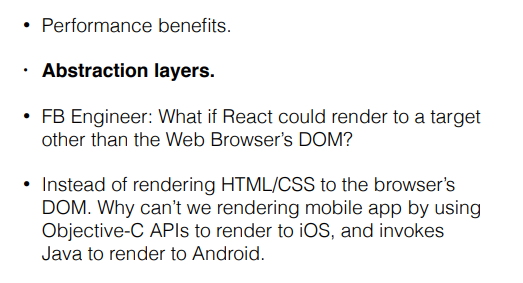 • Performance benefits.
• Abstraction layers.
• FB Engineer: What if React could render to a target
other than the Web Browser's DOM?
• Instead of rendering HTML/CSS to the browser's
DOM. Why can't we rendering mobile app by using
Objective-C APIs to render to iOS, and invokes
Java to render to Android.